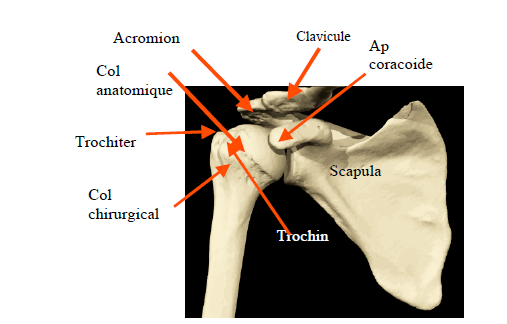 Acromion
Clavicule
Ap
coracoide
Col
anatomique
Trochiter
Scapula
Col
chirurgical
Trochin